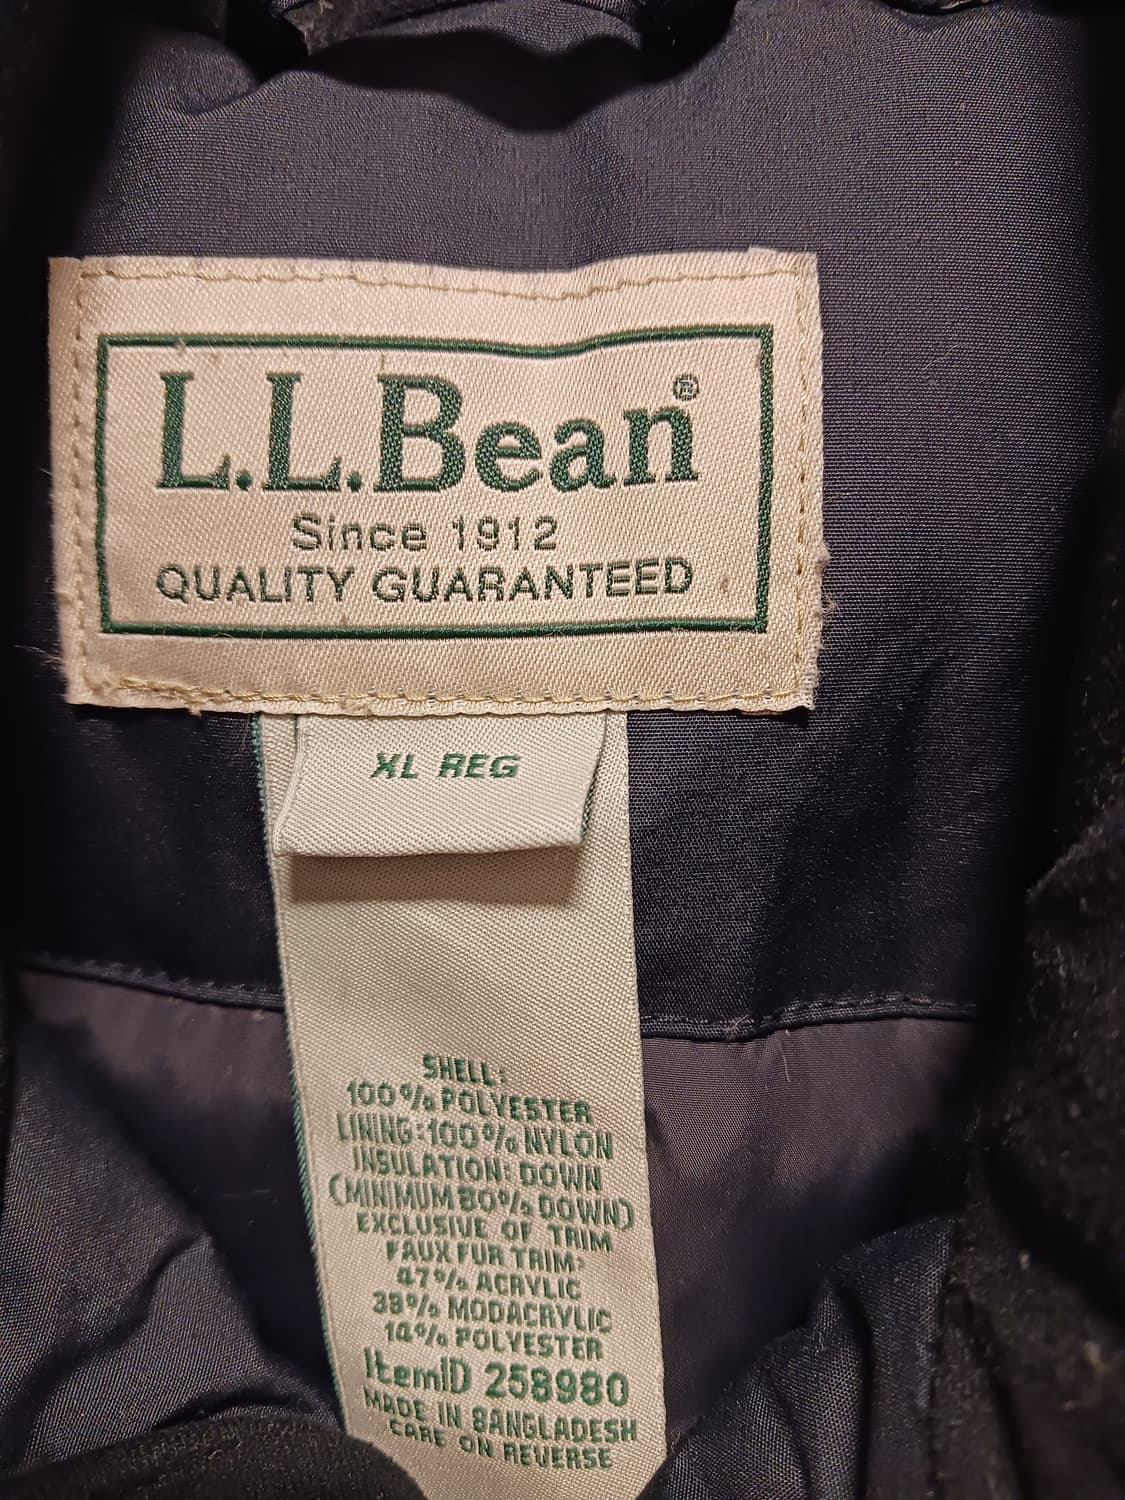 L.L.Bean®
Since 1912
QUALITY GUARANTEED
XL REG
SHELL:
100% POLYESTER
LINING:100% NYLON
INSULATION: DOWN
(MINIMUM 80% DOWN)
EXCLUSIVE OF TRIM
FAUX FUR TRIM:
47% ACRYLIC
39% MODACRYLIC
14% POLYESTER
ItemID 258980
MADE IN BANGLADESH
CARE ON REVERSE